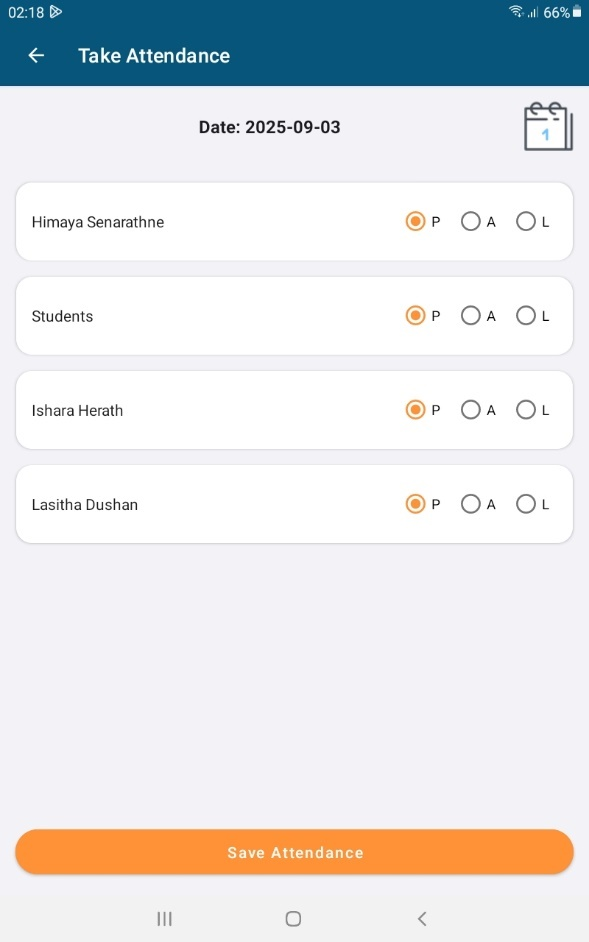 02:18 66%
Take Attendance
Date: 2025-09-03
1
Himaya Senarathne P A L
Students P A L
Ishara Herath P A L
Lasitha Dushan P A L
Save Attendance